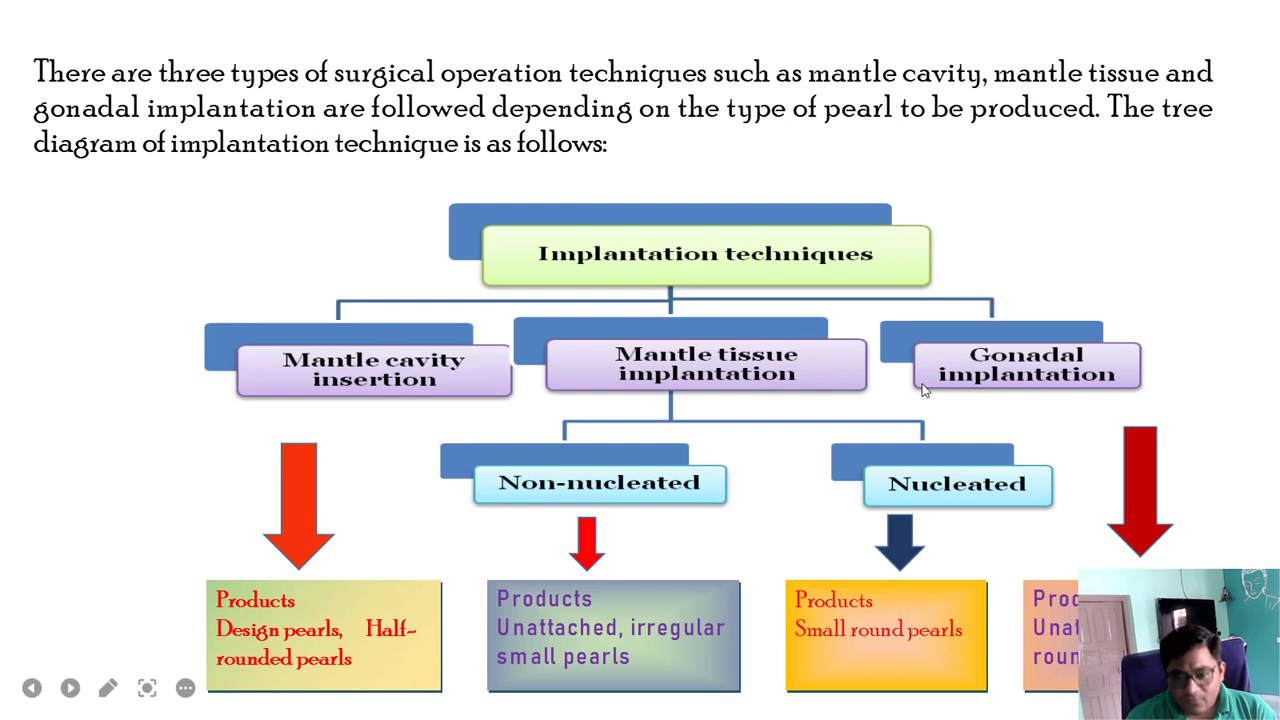 There are three types of surgical operation techniques such as mantle cavity, mantle tissue and
gonadal implantation are followed depending on the type of pearl to be produced. The tree
diagram of implantation technique is as follows:
Implantation techniques
Mantle cavity
insertion
Mantle tissue
implantation
Gonadal
implantation
Non-nucleated
Nucleated
Products
Design pearls, Half-
rounded pearls
Products
Unattached, irregular
small pearls
Products
Small round pearls